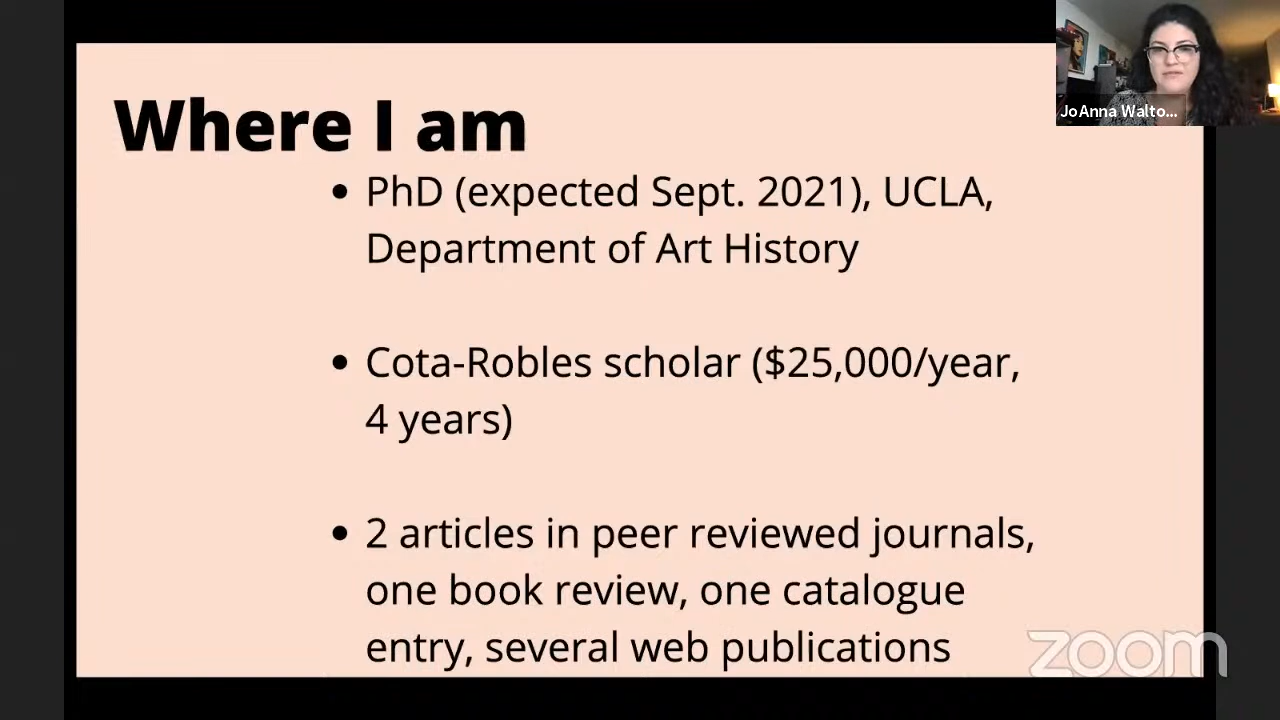 Where I am
• PhD (expected Sept. 2021), UCLA,
Department of Art History
• Cota-Robles scholar ($25,000/year,
4 years)
• 2 articles in peer reviewed journals,
one book review, one catalogue
entry, several web publications
JoAnna Walto...
zoom